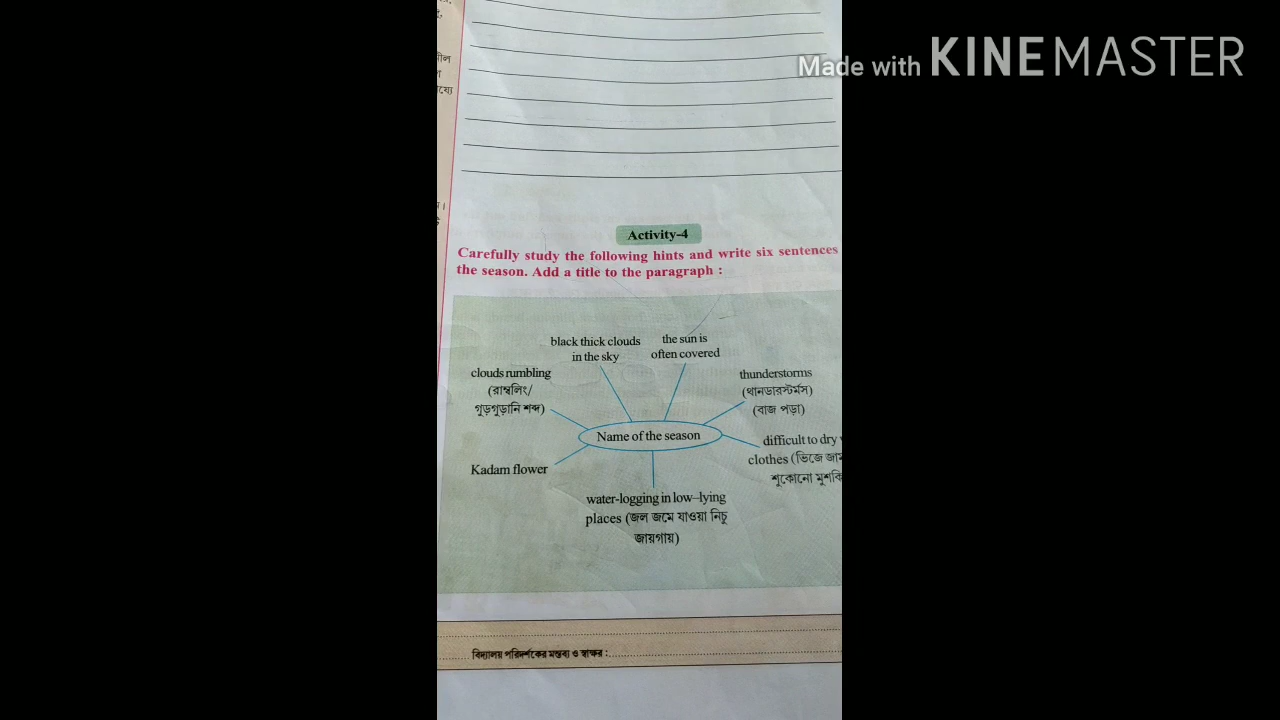 Made with KINEMASTER
Activity-4
Carefully study the following hints and write six sentences
the season. Add a title to the paragraph :
black thick clouds
in the sky
the sun is
often covered
clouds rumbling
(রাম্বলিং/
গুড়গুড়ানি শব্দ)
thunderstorms
(থানডারস্টর্মস)
(বাজ পড়া)
Name of the season
difficult to dry
clothes (ভিজে
শুকোনো
Kadam flower
water-logging in low–lying
places (জল জমে যাওয়া নিচু
জায়গায়)
বিদ্যালয় পরিদর্শকের মন্তব্য ও স্বাক্ষর :